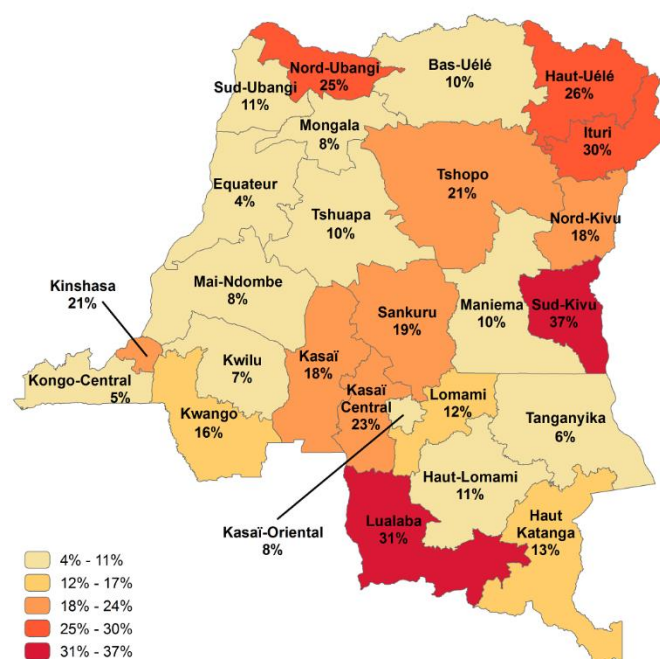 Nord-Ubangi
25%
Bas-Uélé
10%
Haut-Uélé
26%
Sud-Ubangi
11%
Mongala
8%
Ituri
30%
Equateur
4%
Tshopo
21%
Tshuapa
10%
Nord-Kivu
18%
Kinshasa
21%
Mai-Ndombe
8%
Sankuru
19%
Maniema
10%
Sud-Kivu
37%
Kongo-Central
5%
Kwilu
7%
Kasaï
18%
Kwango
16%
Kasaï
Central
23%
Lomami
12%
Tanganyika
6%
Haut-Lomami
11%
Kasaï-Oriental
8%
Lualaba
31%
Haut
Katanga
13%
4% - 11%
12% - 17%
18% - 24%
25% - 30%
31% - 37%